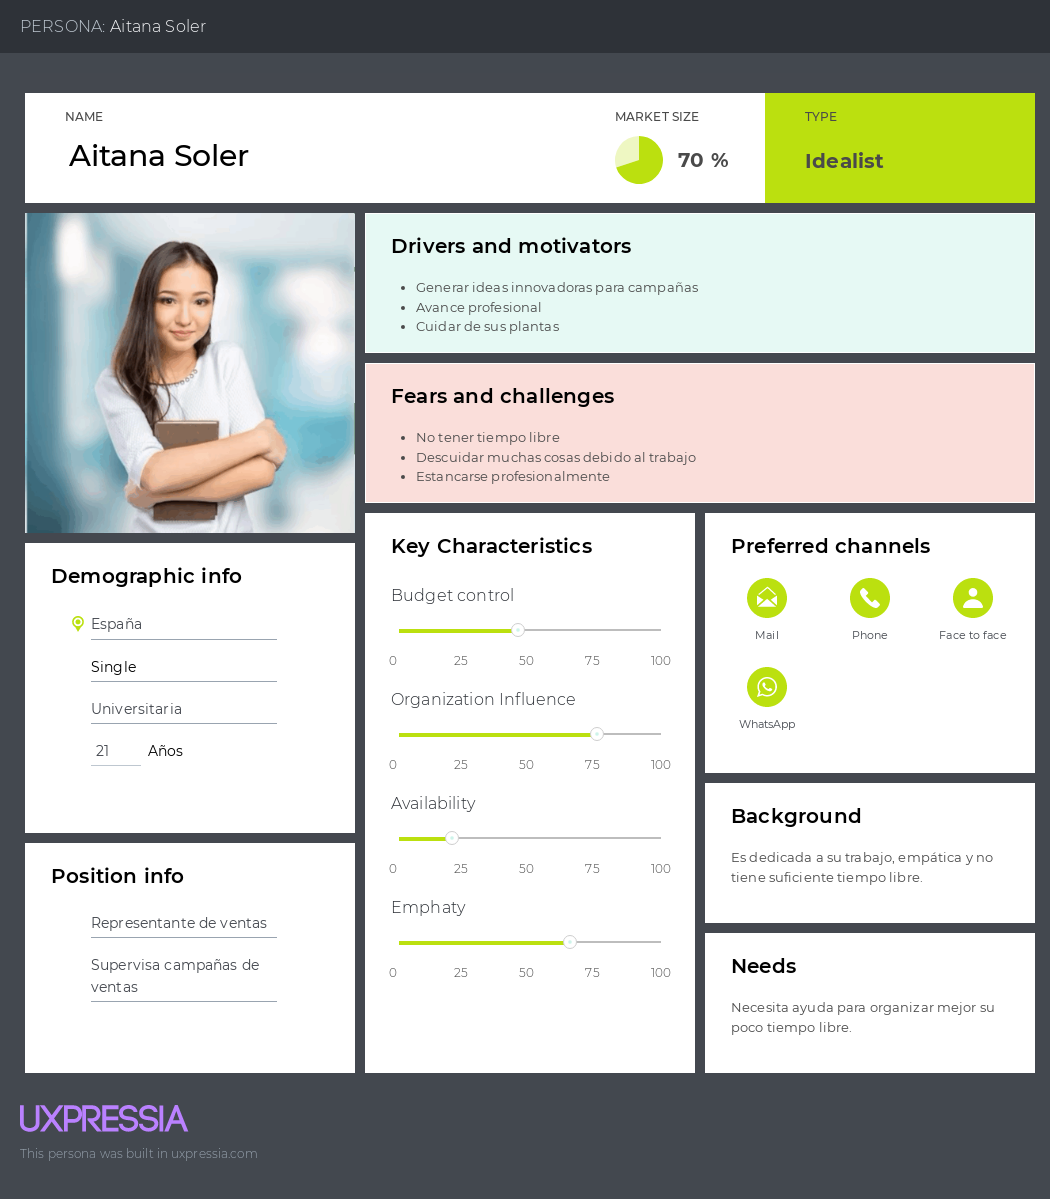 PERSONA: Aitana Soler
NAME
Aitana Soler
MARKET SIZE
70 %
TYPE
Idealist
Drivers and motivators
Generar ideas innovadoras para campañas
Avance profesional
Cuidar de sus plantas
Fears and challenges
No tener tiempo libre
Descuidar muchas cosas debido al trabajo
Estancarse profesionalmente
Demographic info
España
Single
Universitaria
21 Años
Position info
Representante de ventas
Supervisa campañas de
ventas
Key Characteristics
Budget control
0 25 50 75 100
Organization Influence
0 25 50 75 100
Availability
0 25 50 75 100
Emphaty
0 25 50 75 100
Preferred channels
Mail Phone Face to face
WhatsApp
Background
Es dedicada a su trabajo, empática y no
tiene suficiente tiempo libre.
Needs
Necesita ayuda para organizar mejor su
poco tiempo libre.
UXPRESSIA
This persona was built in uxpressia.com